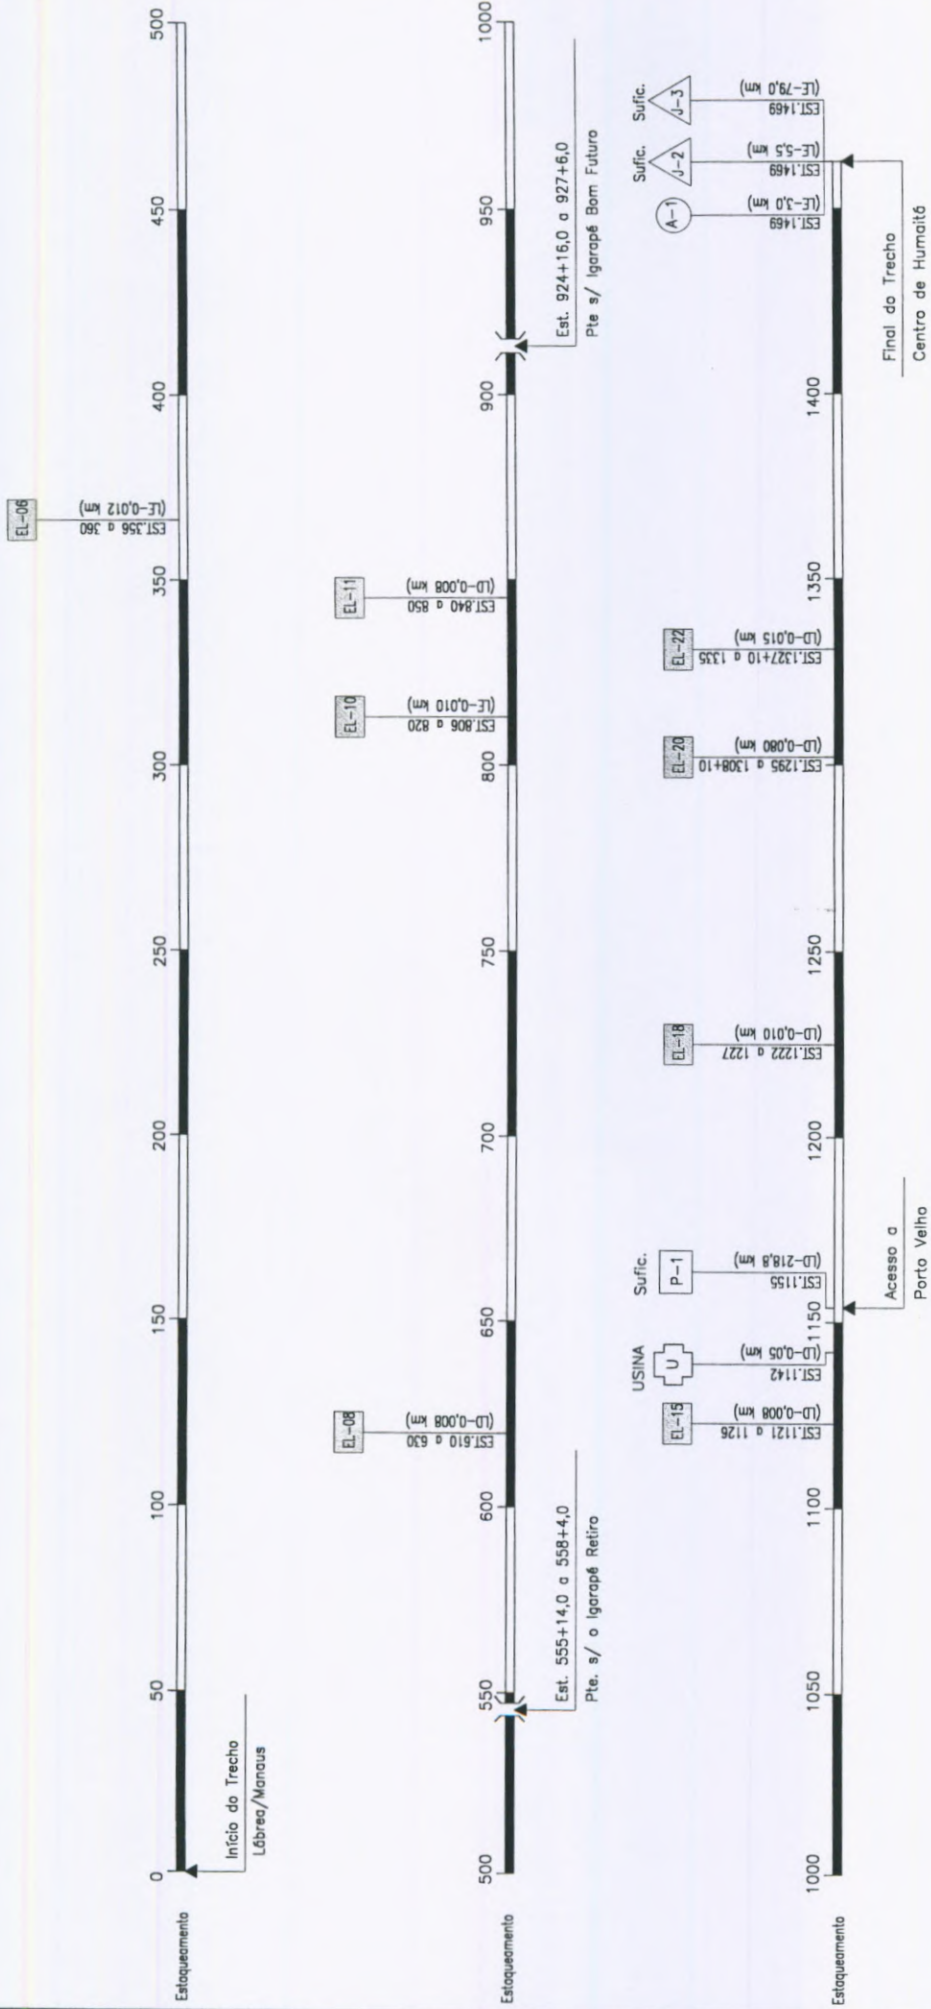 EL-06
EST.356 a 360
(LE-0,012 km)
Estaqueamento
0
50
100
150
200
250
300
350
400
450
500
Início do Trecho
Lábrea/Manaus
EL-08
EST.610 a 630
(LD-0,008 km)
EL-10
EST.806 a 820
(LE-0,010 km)
EL-11
EST.840 a 850
(LD-0,008 km)
Estaqueamento
500
550
600
650
700
750
800
850
900
950
1000
Est. 555+14,0 a 558+4,0
Pte. s/ o Igarapé Retiro
Est. 924+16,0 a 927+6,0
Pte s/ Igarapé Bom Futuro
EL-15
EST.1121 a 1126
(LD-0,008 km)
USINA
U
EST.1142
(LD-0,05 km)
Sufic.
P-1
EST.1155
(LD-218,8 km)
EL-18
EST.1222 a 1227
(LD-0,010 km)
EL-20
EST.1295 a 1308+10
(LD-0,080 km)
EL-22
EST.1327+10 a 1335
(LD-0,015 km)
A-1
EST.1469
(LE-3,0 km)
Sufic.
J-2
EST.1469
(LE-5,5 km)
Sufic.
J-3
EST.1469
(LE-79,0 km)
Estaqueamento
1000
1050
1100
1150
1200
1250
1350
1400
Acesso a
Porto Velho
Final do Trecho
Centro de Humaitá